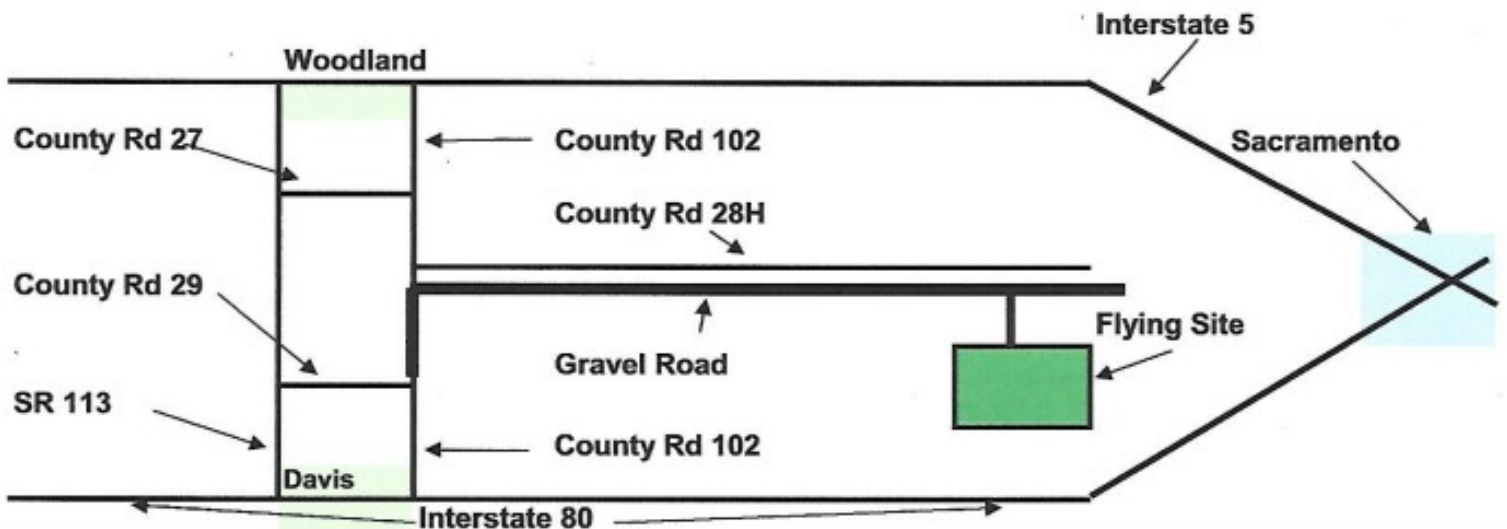 Interstate 5
Woodland
County Rd 27
County Rd 102
Sacramento
County Rd 28H
County Rd 29
Flying Site
Gravel Road
SR 113
County Rd 102
Davis
Interstate 80